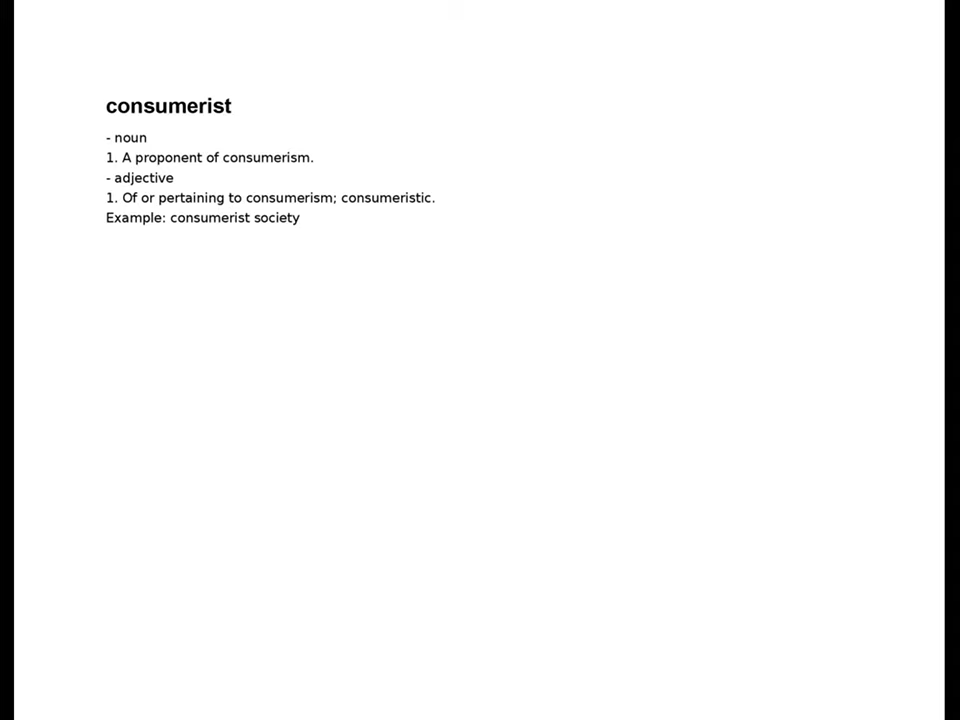 consumerist
- noun
1. A proponent of consumerism.
- adjective
1. Of or pertaining to consumerism; consumeristic.
Example: consumerist society